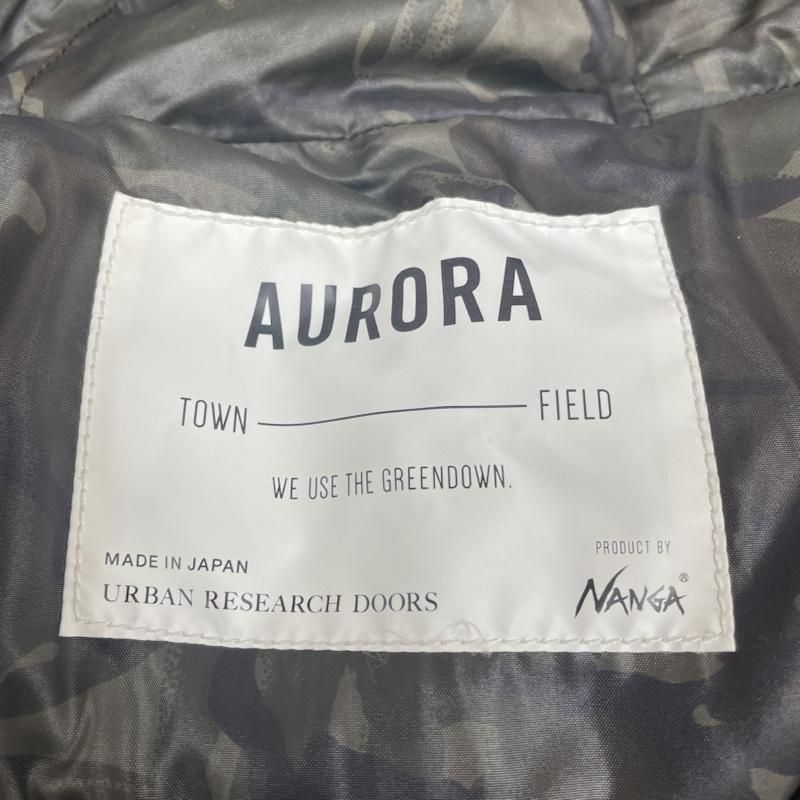 AURORA
TOWN FIELD
WE USE THE GREENDOWN.
PRODUCT BY
MADE IN JAPAN
URBAN RESEARCH DOORS
NANGA®